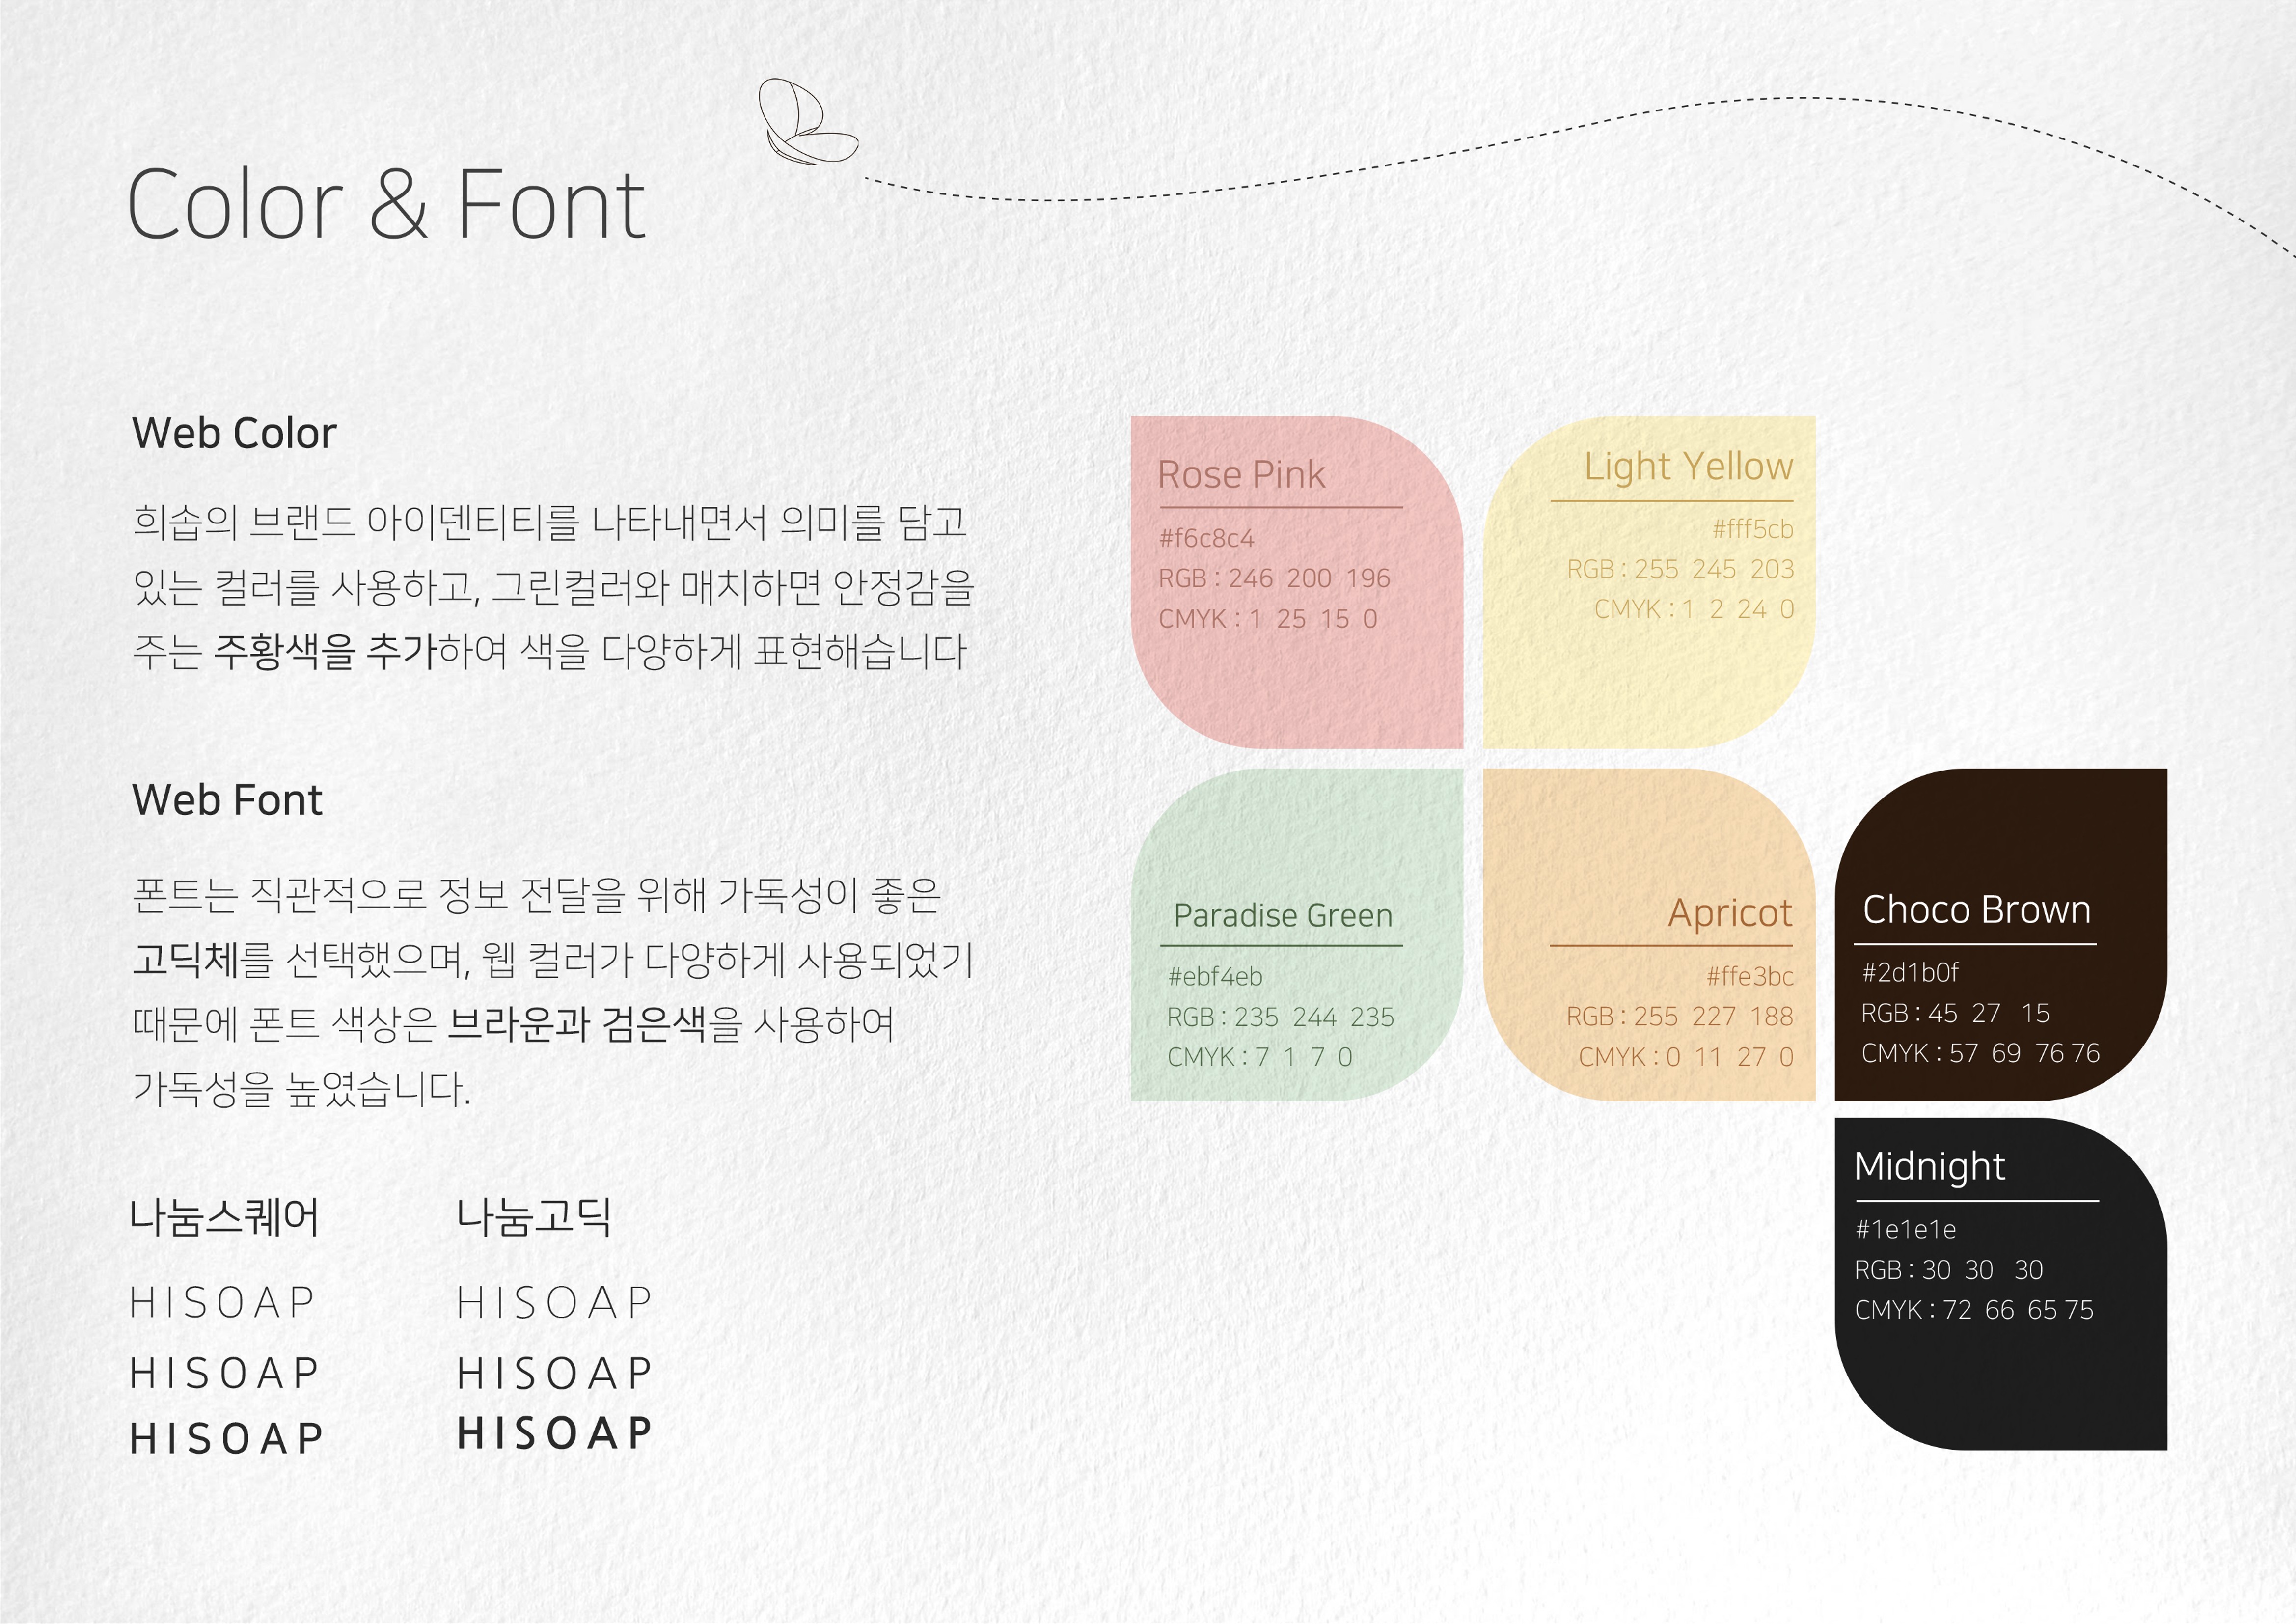 Color & Font
Web Color
희솝의 브랜드 아이덴티티를 나타내면서 의미를 담고
있는 컬러를 사용하고, 그린컬러와 매치하면 안정감을
주는 주황색을 추가하여 색을 다양하게 표현해습니다
Web Font
폰트는 직관적으로 정보 전달을 위해 가독성이 좋은
고딕체를 선택했으며, 웹 컬러가 다양하게 사용되었기
때문에 폰트 색상은 브라운과 검은색을 사용하여
가독성을 높였습니다.
나눔스퀘어
HISOAP
HISOAP
HISOAP
나눔고딕
HISOAP
HISOAP
HISOAP
Rose Pink
#f6c8c4
RGB : 246 200 196
CMYK : 1 25 15 0
Light Yellow
#fff5cb
RGB : 255 245 203
CMYK : 1 2 24 0
Paradise Green
#ebf4eb
RGB : 235 244 235
CMYK : 7 1 7 0
Apricot
#ffe3bc
RGB : 255 227 188
CMYK : 0 11 27 0
Choco Brown
#2d1b0f
RGB : 45 27 15
CMYK : 57 69 76 76
Midnight
#1e1e1e
RGB : 30 30 30
CMYK : 72 66 65 75